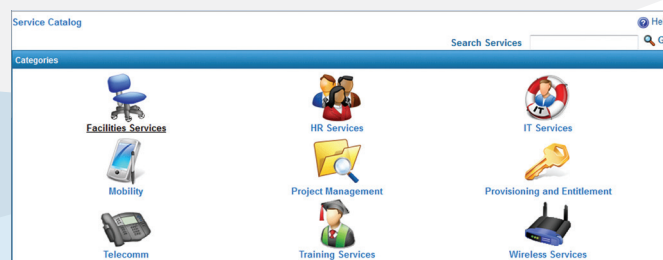 Service Catalog
He
Search Services
G
Categories
Facilities Services
HR Services
IT Services
Mobility
Project Management
Provisioning and Entitlement
Telecomm
Training Services
Wireless Services